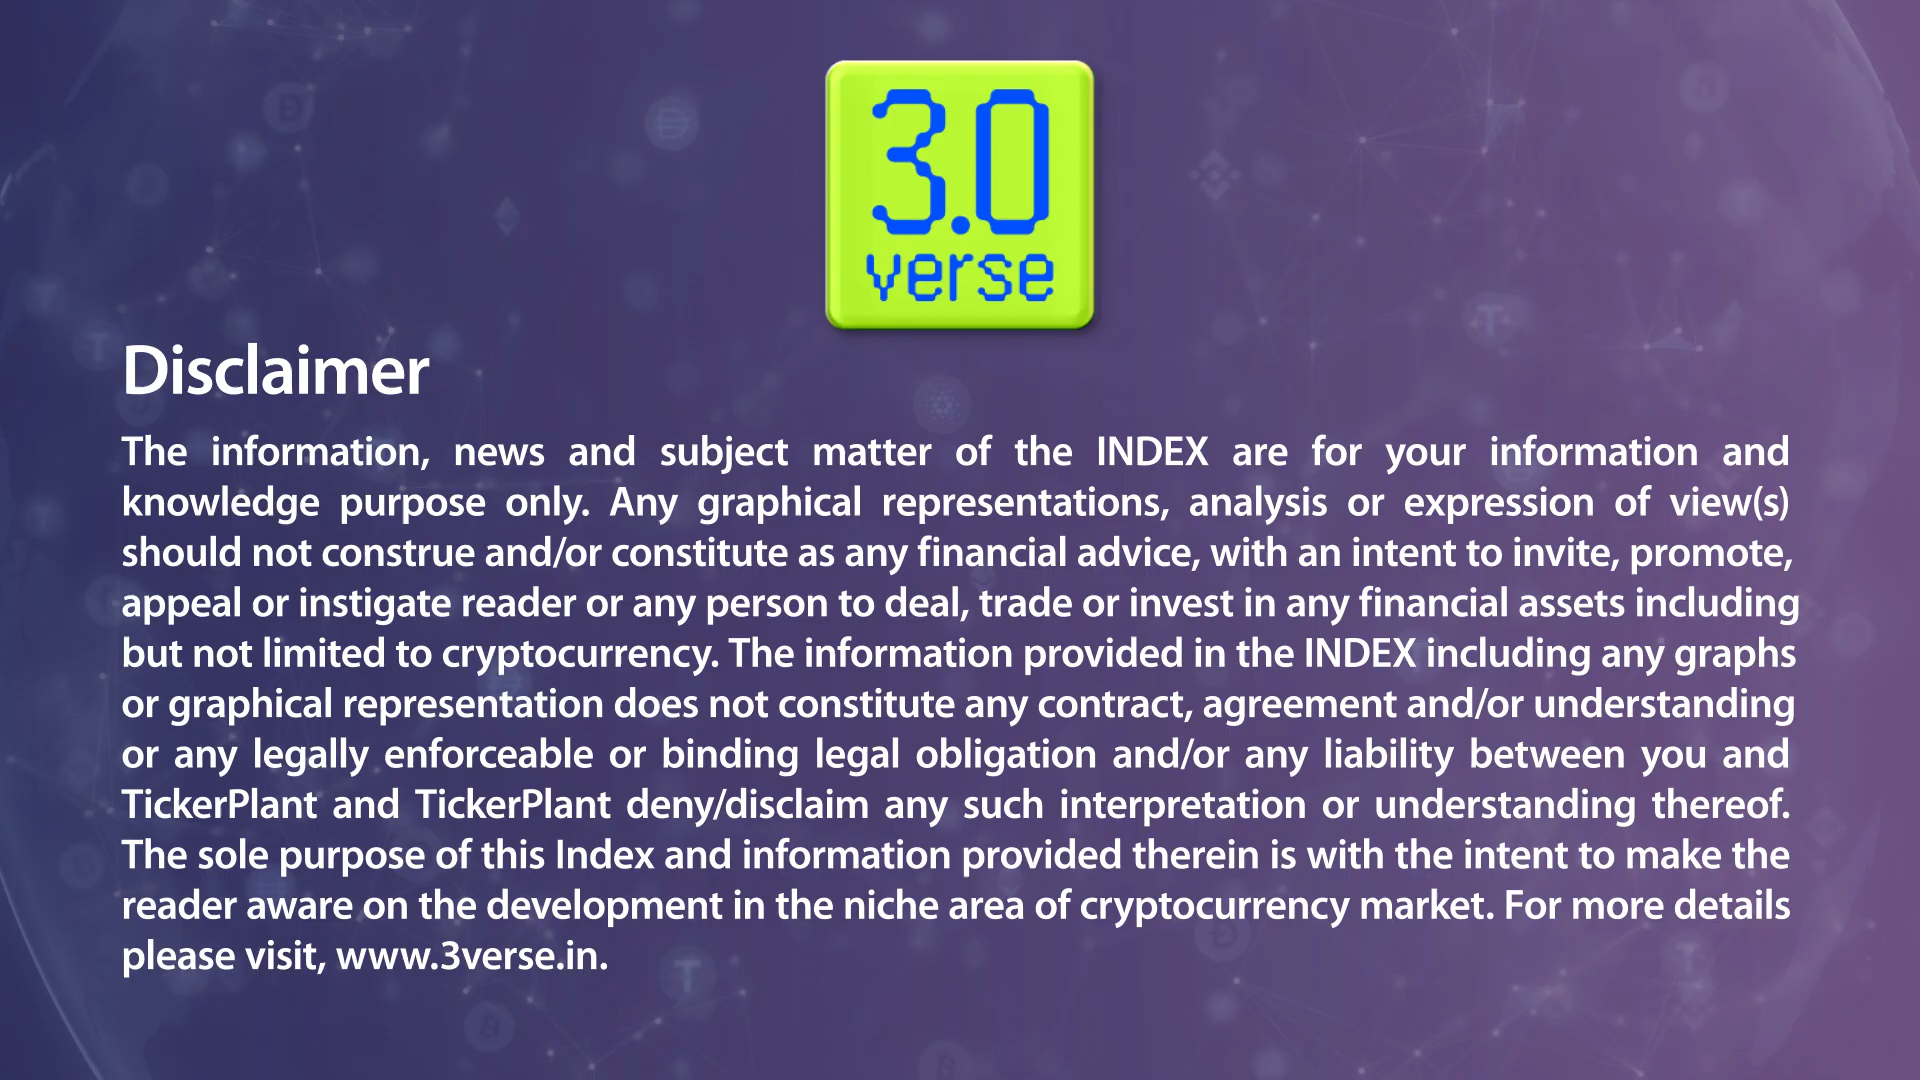 3.0
verse
Disclaimer
The information, news and subject matter of the INDEX are for your information and
knowledge purpose only. Any graphical representations, analysis or expression of view(s)
should not construe and/or constitute as any financial advice, with an intent to invite, promote,
appeal or instigate reader or any person to deal, trade or invest in any financial assets including
but not limited to cryptocurrency. The information provided in the INDEX including any graphs
or graphical representation does not constitute any contract, agreement and/or understanding
or any legally enforceable or binding legal obligation and/or any liability between you and
TickerPlant and TickerPlant deny/disclaim any such interpretation or understanding thereof.
The sole purpose of this Index and information provided therein is with the intent to make the
reader aware on the development in the niche area of cryptocurrency market. For more details
please visit, www.3verse.in.